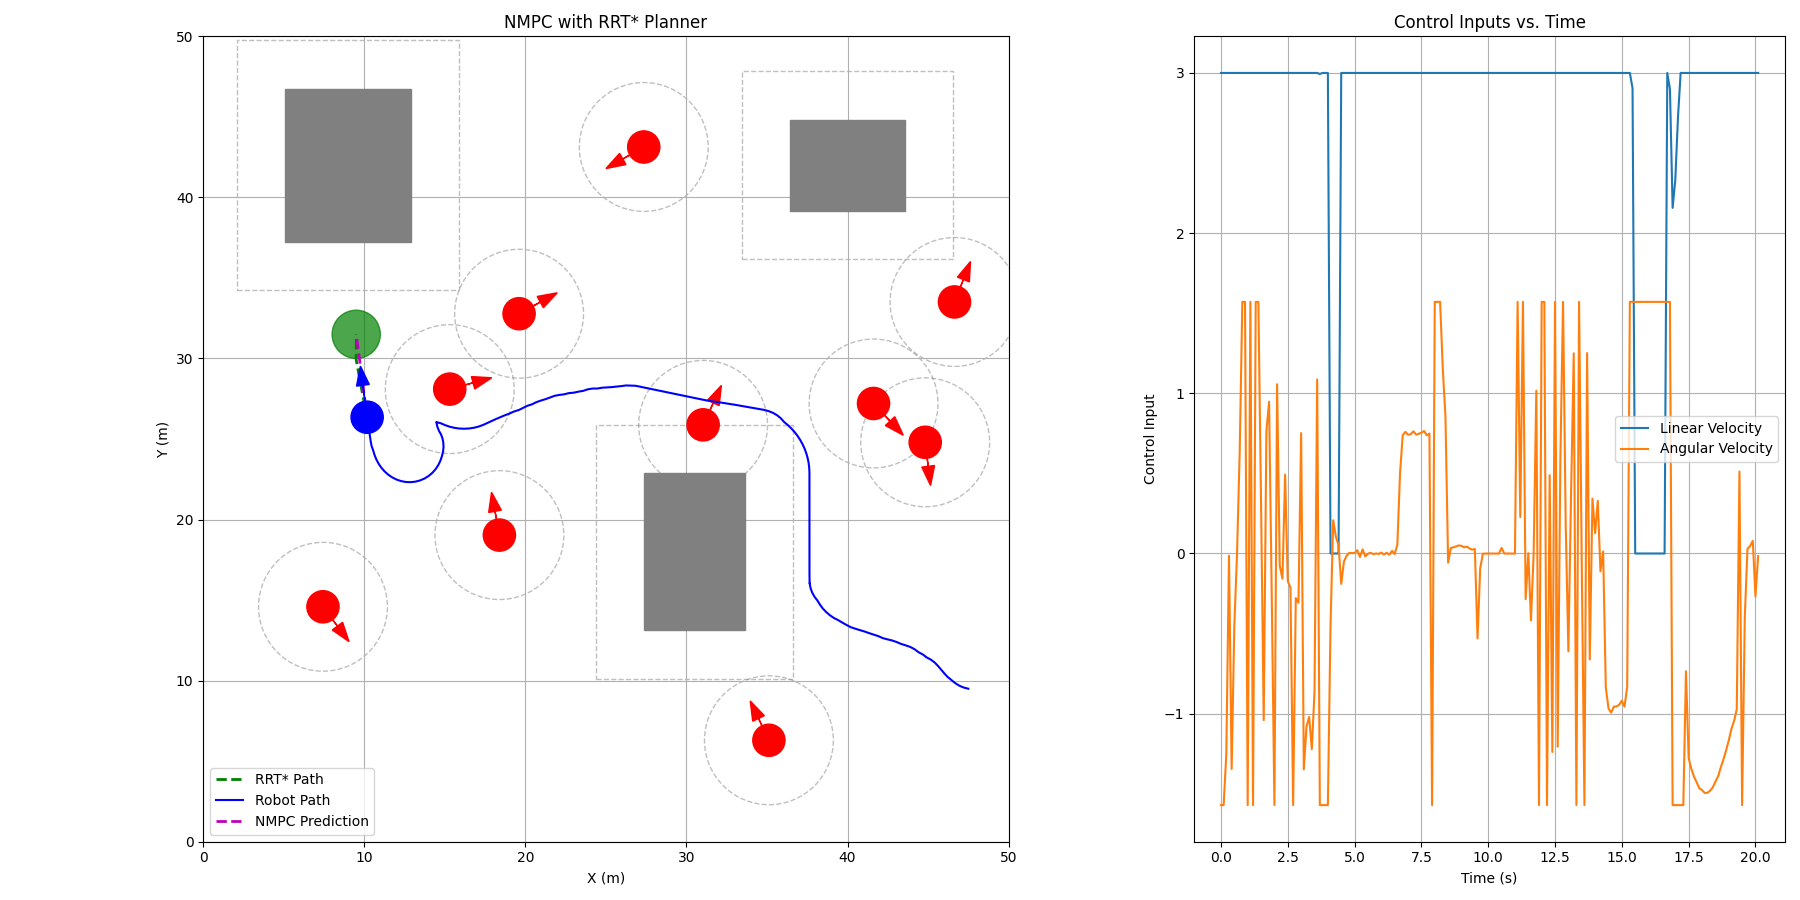 NMPC with RRT* Planner
50
40
30
20
10
0
Y (m)
0 10 20 30 40 50
X (m)
RRT* Path
Robot Path
NMPC Prediction
Control Inputs vs. Time
3
2
1
0
−1
Control Input
0.0 2.5 5.0 7.5 10.0 12.5 15.0 17.5 20.0
Time (s)
Linear Velocity
Angular Velocity